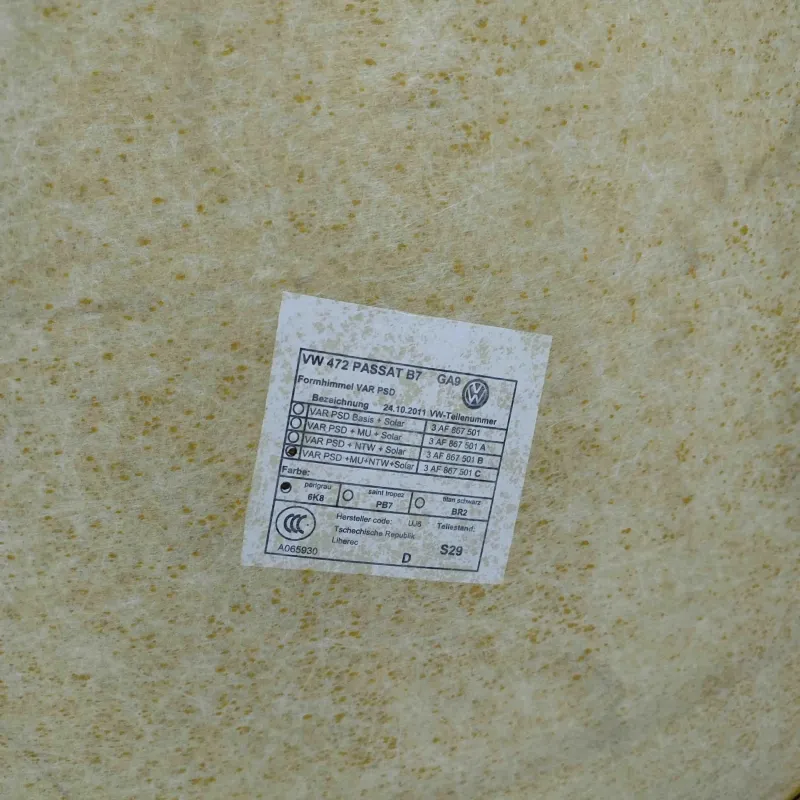 VW 472 PASSAT B7 GA9
Formhimmel VAR PSD
Bezeichnung 24.10.2011 VW-Teilenummer
VAR PSD Basis + Solar 3 AF 867 501
VAR PSD + MU + Solar 3 AF 867 501 A
VAR PSD + NTW + Solar 3 AF 867 501 B
VAR PSD +MU+NTW+Solar 3 AF 867 501 C
Farbe:
perlgrau saint tropez titan schwarz
6K8 PB7 BR2
Hersteller code: UJ6 Teilestand:
Tschechische Republik S29
Liberec D
A065930